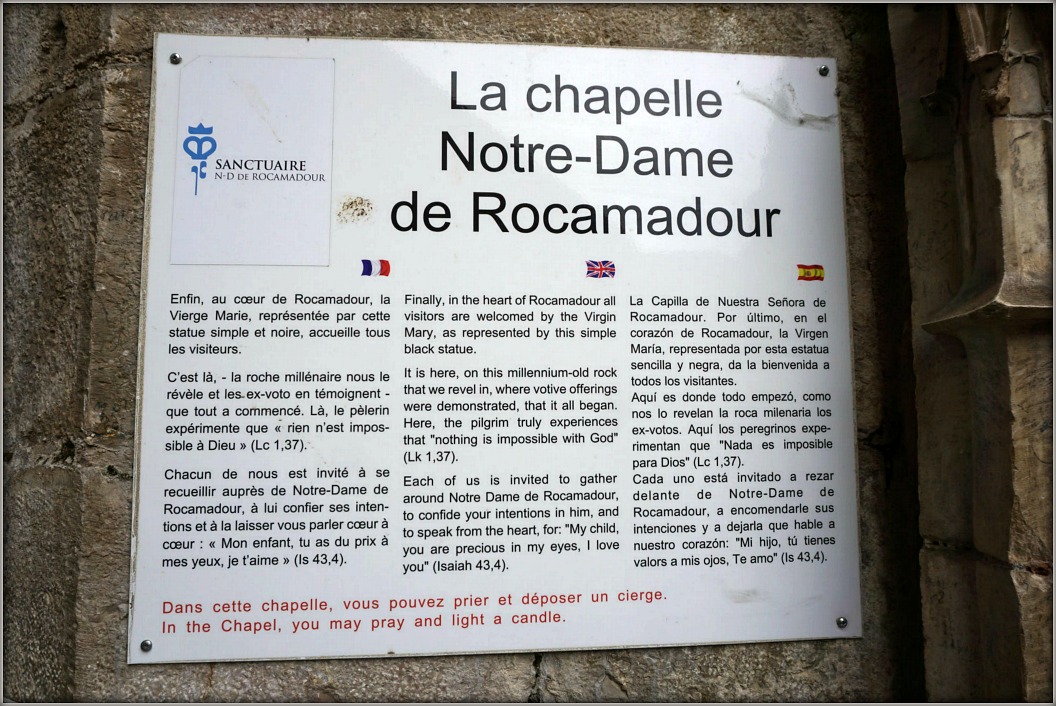 SANCTUAIRE
N-D DE ROCAMADOUR
La chapelle
Notre-Dame
de Rocamadour
Enfin, au cœur de Rocamadour, la
Vierge Marie, représentée par cette
statue simple et noire, accueille tous
les visiteurs.
C'est là, - la roche millénaire nous le
révèle et les ex-voto en témoignent -
que tout a commencé. Là, le pèlerin
expérimente que « rien n'est impos-
sible à Dieu » (Lc 1,37).
Chacun de nous est invité à se
recueillir auprès de Notre-Dame de
Rocamadour, à lui confier ses inten-
tions et à la laisser vous parler cœur à
cœur : « Mon enfant, tu as du prix à
mes yeux, je t'aime » (Is 43,4).
Finally, in the heart of Rocamadour all
visitors are welcomed by the Virgin
Mary, as represented by this simple
black statue.
It is here, on this millennium-old rock
that we revel in, where votive offerings
were demonstrated, that it all began.
Here, the pilgrim truly experiences
that "nothing is impossible with God"
(Lk 1,37).
Each of us is invited to gather
around Notre Dame de Rocamadour,
to confide your intentions in him, and
to speak from the heart, for: "My child,
you are precious in my eyes, I love
you" (Isaiah 43,4).
La Capilla de Nuestra Señora de
Rocamadour. Por último, en el
corazón de Rocamadour, la Virgen
María, representada por esta estatua
sencilla y negra, da la bienvenida a
todos los visitantes.
Aquí es donde todo empezó, como
nos lo revelan la roca milenaria los
ex-votos. Aquí los peregrinos expe-
rimentan que "Nada es imposible
para Dios" (Lc 1,37).
Cada uno está invitado a rezar
delante de Notre-Dame de
Rocamadour, a encomendarle sus
intenciones y a dejarla que hable a
nuestro corazón: "Mi hijo, tú tienes
valors a mis ojos, Te amo" (Is 43,4).
Dans cette chapelle, vous pouvez prier et déposer un cierge.
In the Chapel, you may pray and light a candle.